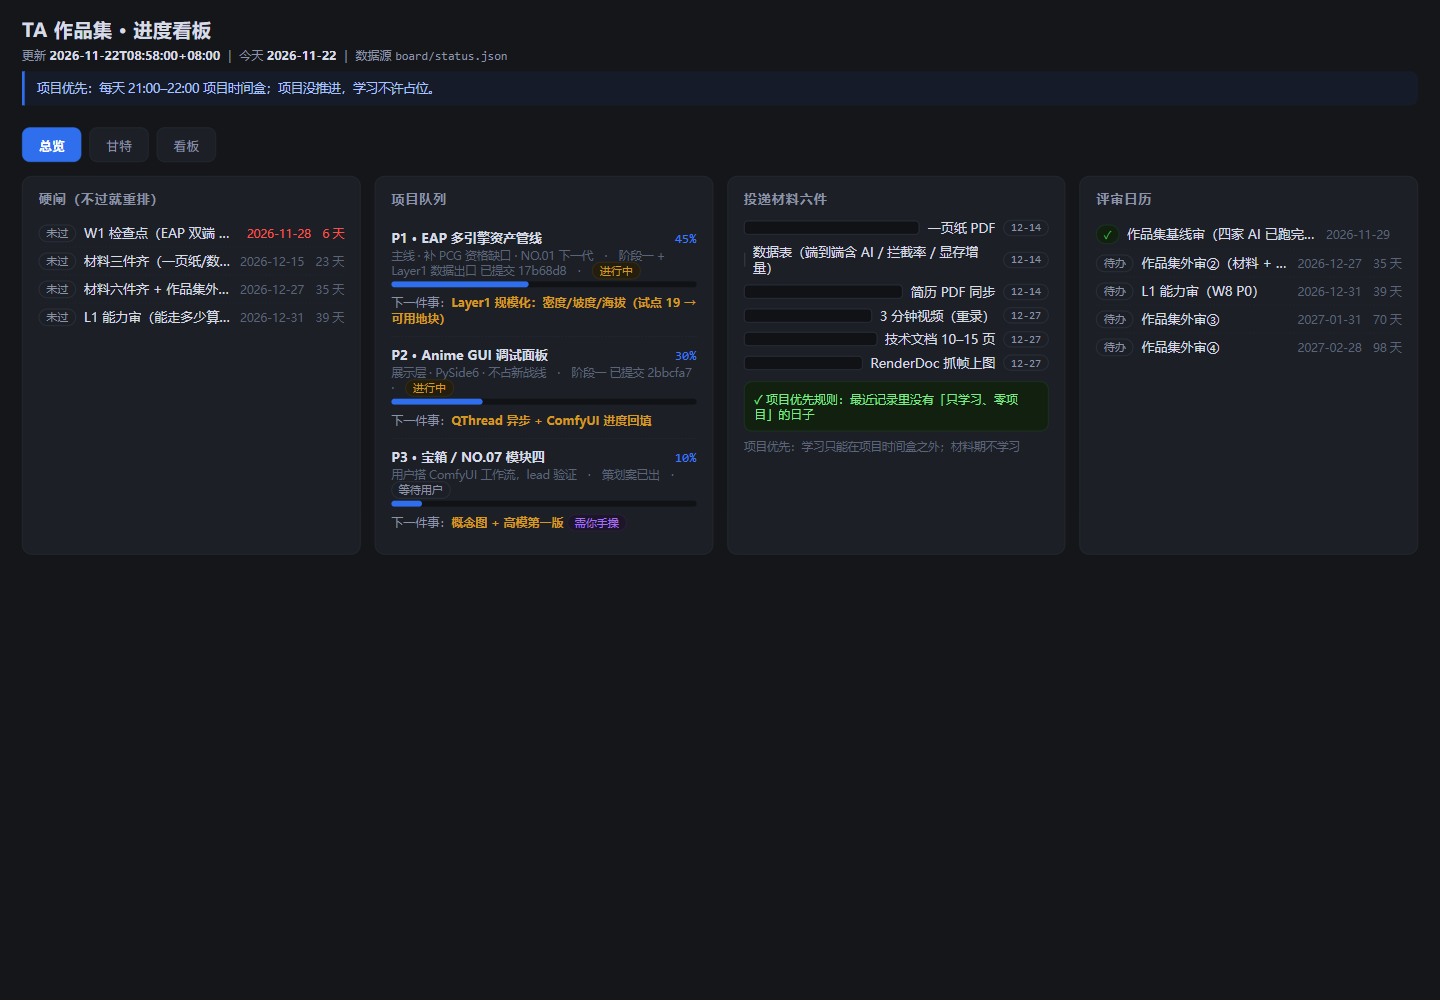 TA 作品集 • 进度看板
更新 2026-11-22T08:58:00+08:00 | 今天 2026-11-22 | 数据源 board/status.json
项目优先：每天 21:00–22:00 项目时间盒；项目没推进，学习不许占位。
总览
甘特
看板
硬闸（不过就重排）
未过 W1 检查点（EAP 双端 ... 2026-11-28 6 天
未过 材料三件齐（一页纸/数... 2026-12-15 23 天
未过 材料六件齐 + 作品集外... 2026-12-27 35 天
未过 L1 能力审（能走多少算... 2026-12-31 39 天
项目队列
P1 • EAP 多引擎资产管线 45%
主线 · 补 PCG 资格缺口 · NO.01 下一代 · 阶段一 +
Layer1 数据出口 已提交 17b68d8 · 进行中
下一件事：Layer1 规模化：密度/坡度/海拔（试点 19 →
可用地块）
P2 • Anime GUI 调试面板 30%
展示层 · PySide6 · 不占新战线 · 阶段一 已提交 2bbcfa7
· 进行中
下一件事：QThread 异步 + ComfyUI 进度回填
P3 • 宝箱 / NO.07 模块四 10%
用户搭 ComfyUI 工作流，lead 验证 · 策划案已出 ·
等待用户
下一件事：概念图 + 高模第一版 需你手操
投递材料六件
一页纸 PDF 12-14
数据表（端到端含 AI / 拦截率 / 显存增
量） 12-14
简历 PDF 同步 12-14
3 分钟视频（重录） 12-27
技术文档 10–15 页 12-27
RenderDoc 抓帧上图 12-27
✓ 项目优先规则：最近记录里没有「只学习、零项
目」的日子
项目优先：学习只能在项目时间盒之外；材料期不学习
评审日历
✓ 作品集基线审（四家 AI 已跑完... 2026-11-29
待办 作品集外审②（材料 + ... 2026-12-27 35 天
待办 L1 能力审（W8 P0） 2026-12-31 39 天
待办 作品集外审③ 2027-01-31 70 天
待办 作品集外审④ 2027-02-28 98 天